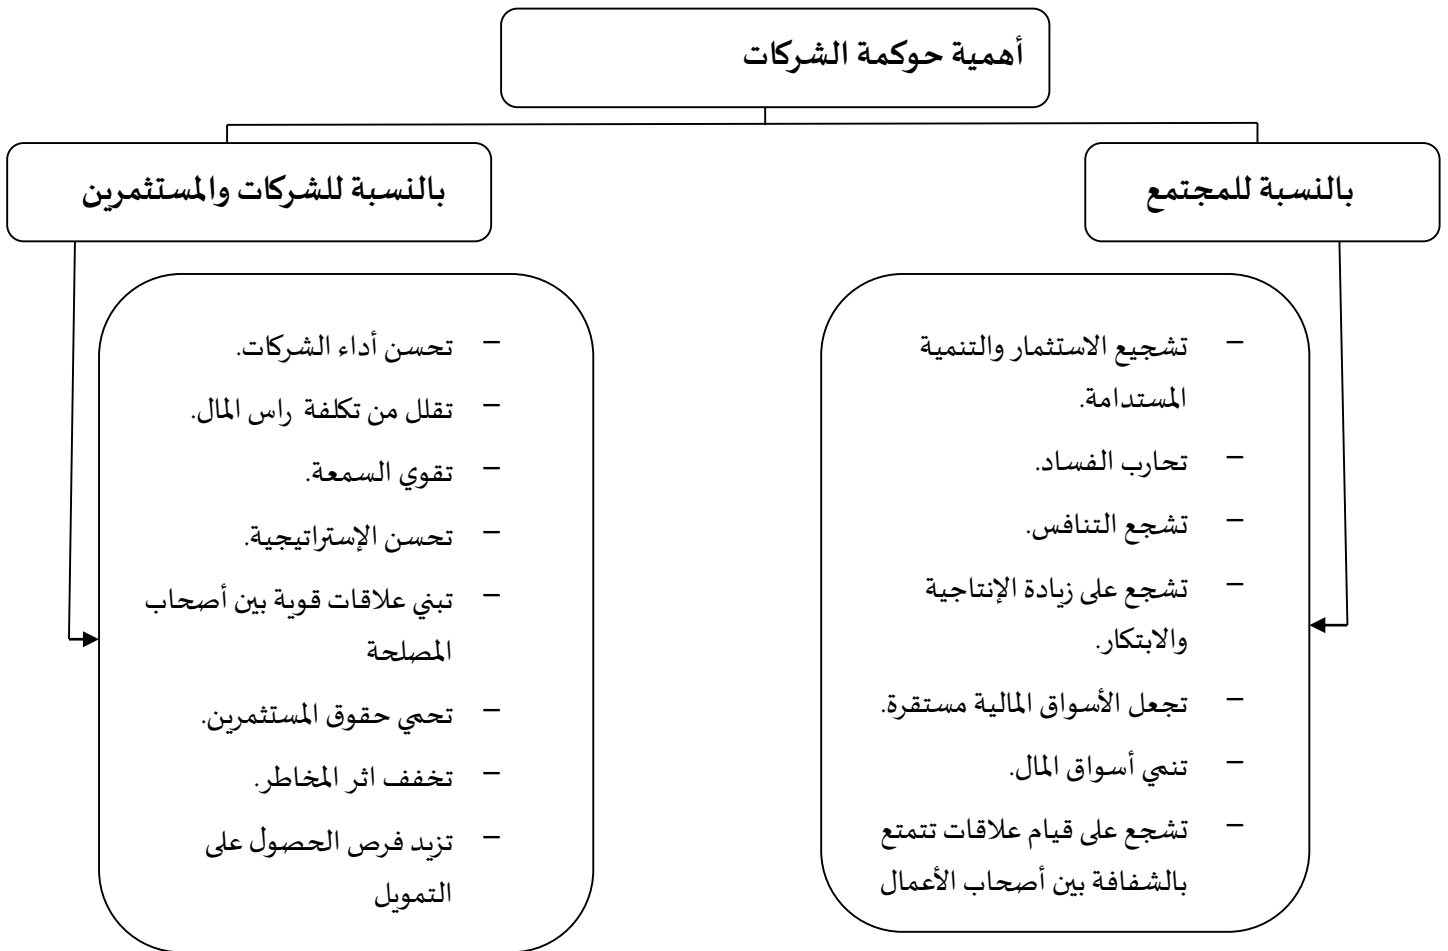 أهمية حوكمة الشركات
بالنسبة للمجتمع
بالنسبة للشركات والمستثمرين
– تشجيع الاستثمار والتنمية
المستدامة.
– تحارب الفساد.
– تشجع التنافس.
– تشجع على زيادة الإنتاجية
والابتكار.
– تجعل الأسواق المالية مستقرة.
– تنمي أسواق المال.
– تشجع على قيام علاقات تتمتع
بالشفافة بين أصحاب الأعمال
– تحسن أداء الشركات.
– تقلل من تكلفة راس المال.
– تقوي السمعة.
– تحسن الإستراتيجية.
– تبني علاقات قوية بين أصحاب
المصلحة
– تحمي حقوق المستثمرين.
– تخفف اثر المخاطر.
– تزيد فرص الحصول على
التمويل